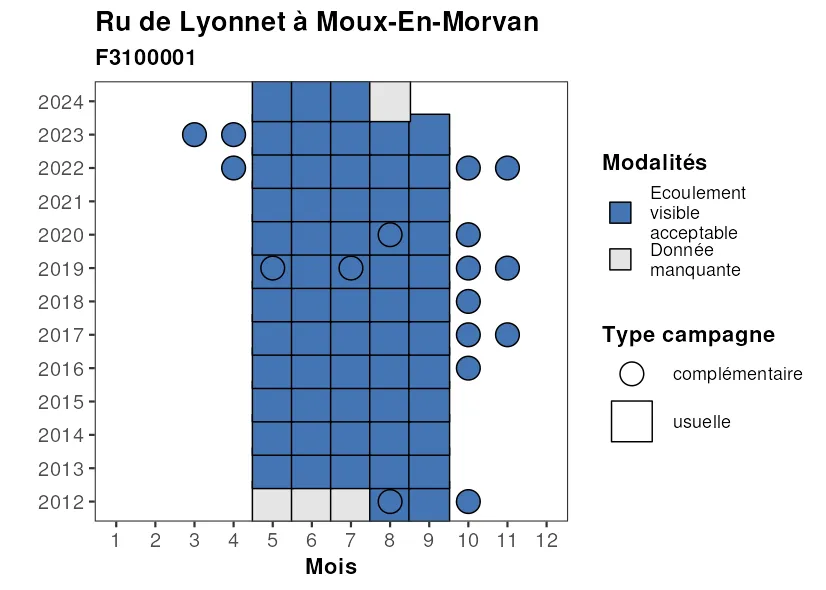 Ru de Lyonnet à Moux-En-Morvan
F3100001
2024
2023
2022
2021
2020
2019
2018
2017
2016
2015
2014
2013
2012
1 2 3 4 5 6 7 8 9 10 11 12
Mois
Modalités
Ecoulement
visible
acceptable
Donnée
manquante
Type campagne
complémentaire
usuelle